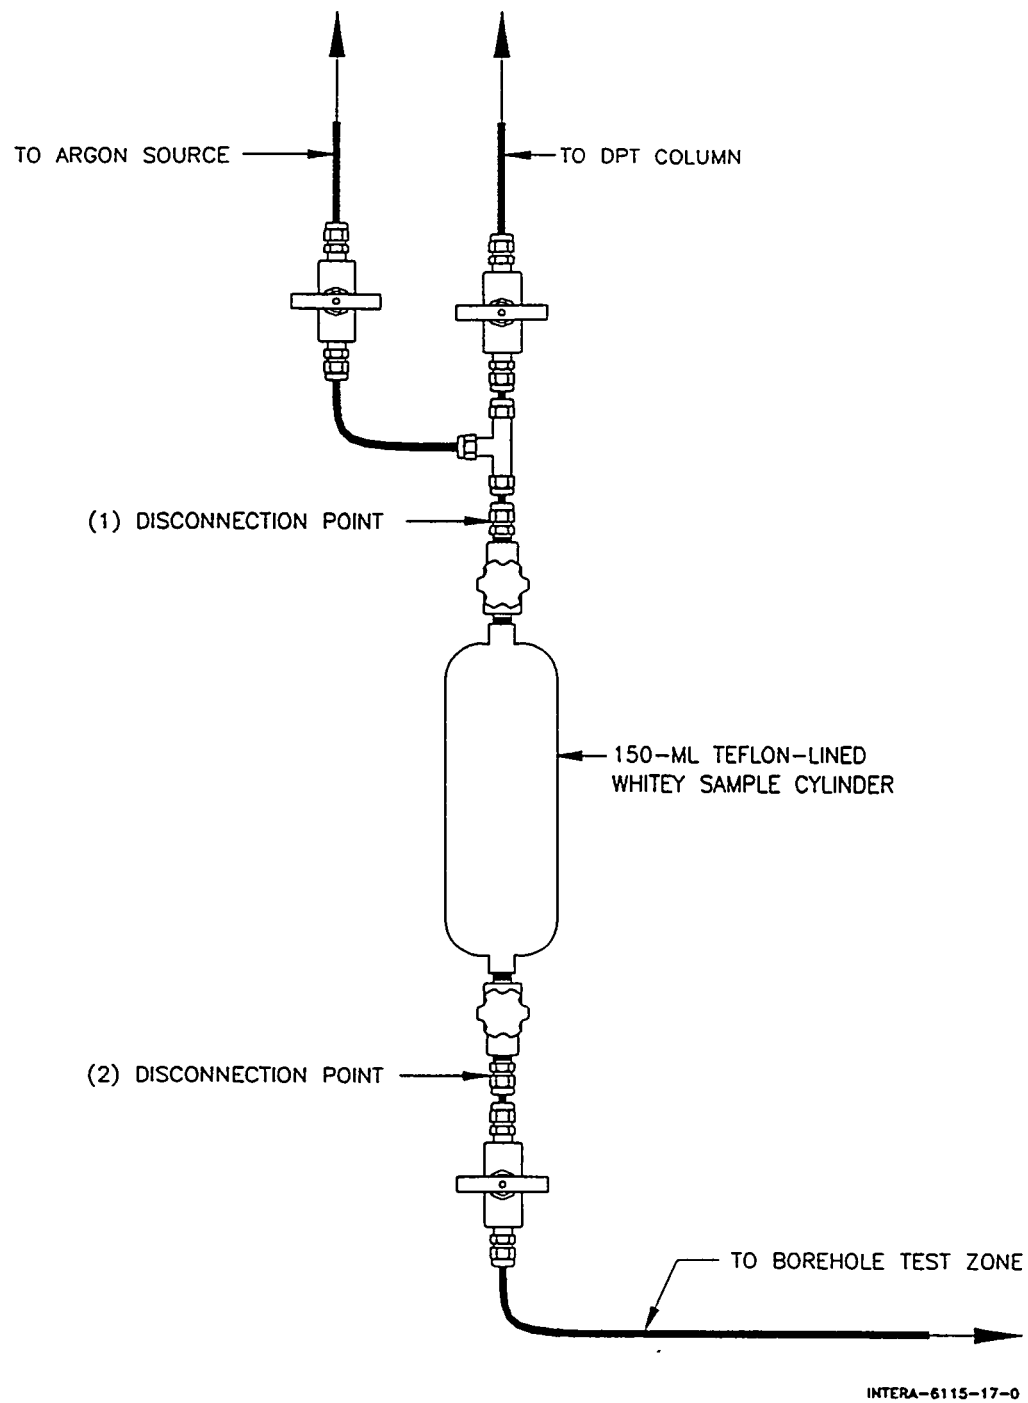 TO ARGON SOURCE
TO DPT COLUMN
(1) DISCONNECTION POINT
150-ML TEFLON-LINED
WHITEY SAMPLE CYLINDER
(2) DISCONNECTION POINT
TO BOREHOLE TEST ZONE
INTERA-6115-17-0